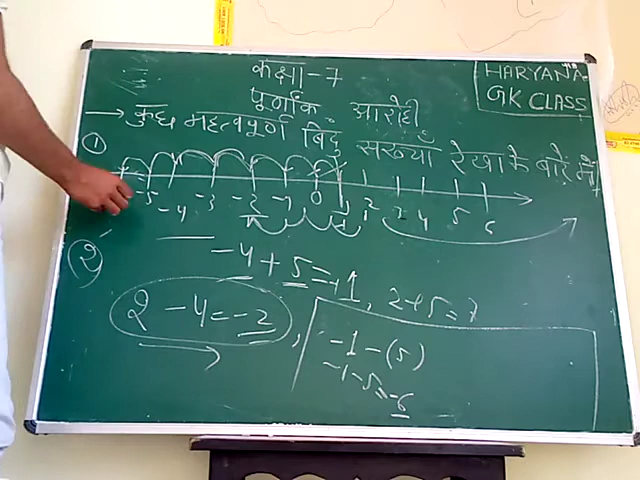 कक्षा-7
HARYANA
GK CLASS
पूर्णांक आरोही
→ कुछ महत्वपूर्ण बिंदु संख्याँ रेखा के बारे में
①
-5 -4 -3 -2 -1 0 1 2 3 4 5 6
②
-4+5=+1, 2+5=7
2-4=-2,
-1-(5)
-1-5=-6